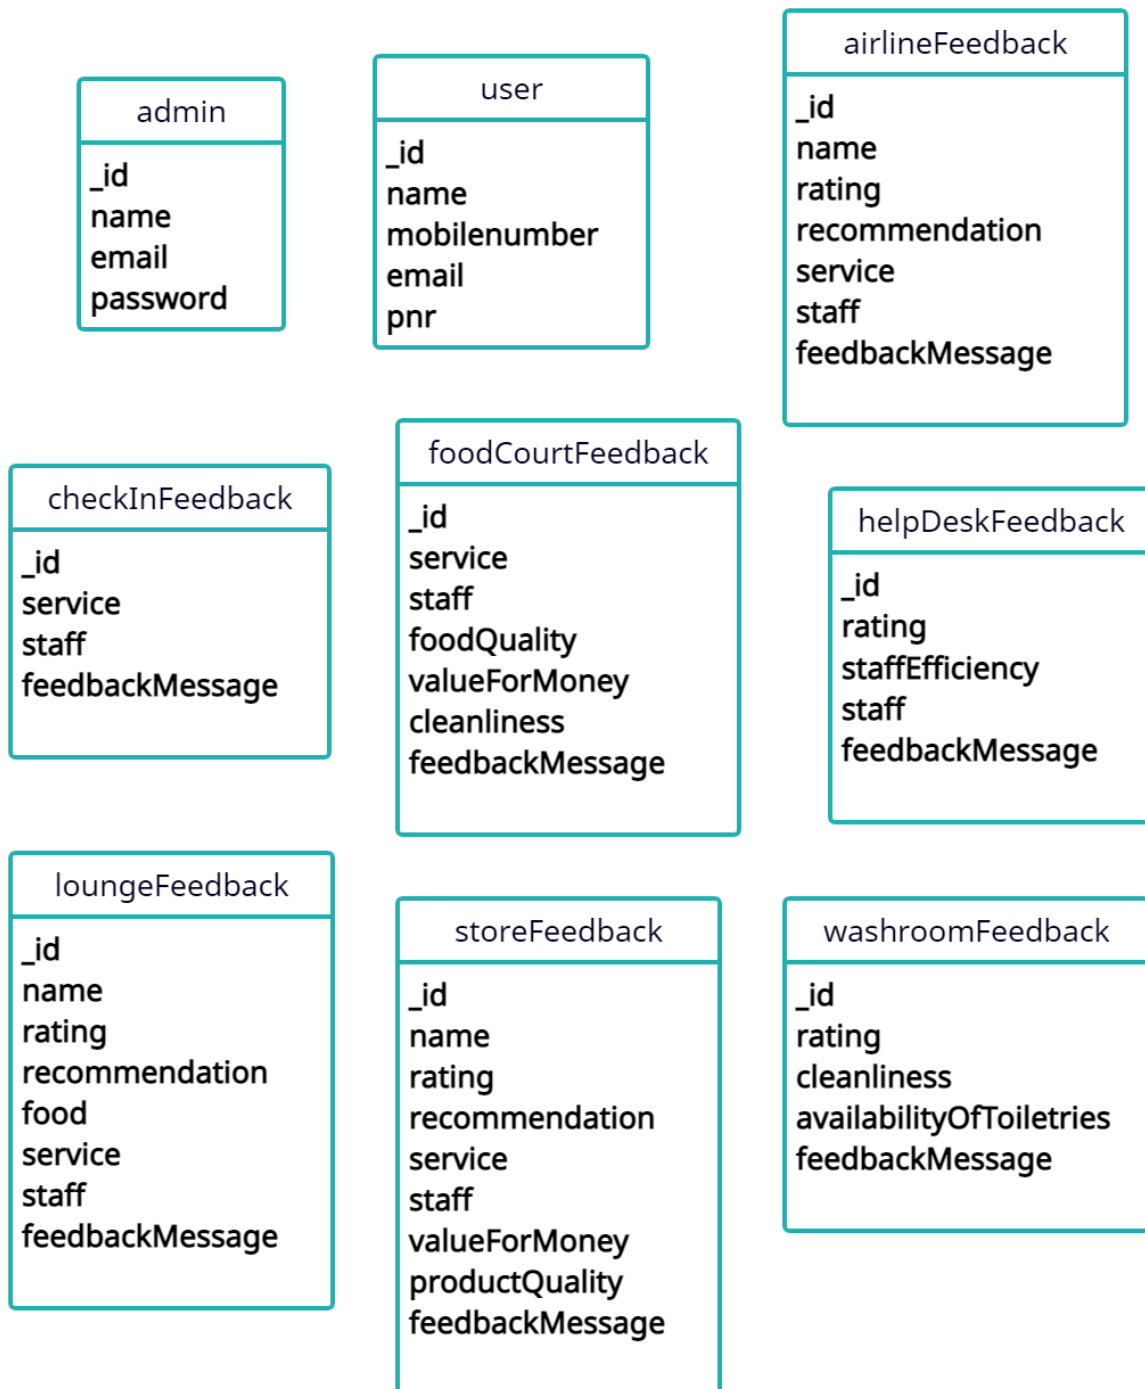 admin
_id
name
email
password
user
_id
name
mobilenumber
email
pnr
airlineFeedback
_id
name
rating
recommendation
service
staff
feedbackMessage
checkInFeedback
_id
service
staff
feedbackMessage
foodCourtFeedback
_id
service
staff
foodQuality
valueForMoney
cleanliness
feedbackMessage
helpDeskFeedback
_id
rating
staffEfficiency
staff
feedbackMessage
loungeFeedback
_id
name
rating
recommendation
food
service
staff
feedbackMessage
storeFeedback
_id
name
rating
recommendation
service
staff
valueForMoney
productQuality
feedbackMessage
washroomFeedback
_id
rating
cleanliness
availabilityOfToiletries
feedbackMessage